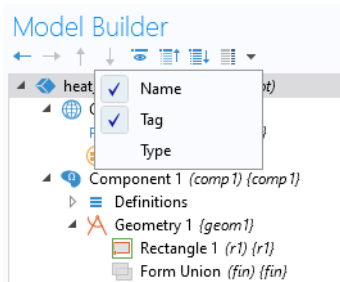 Model Builder
heat
Name
Tag
Type
Component 1 (comp1) {comp1}
Definitions
Geometry 1 {geom1}
Rectangle 1 (r1) {r1}
Form Union (fin) {fin}